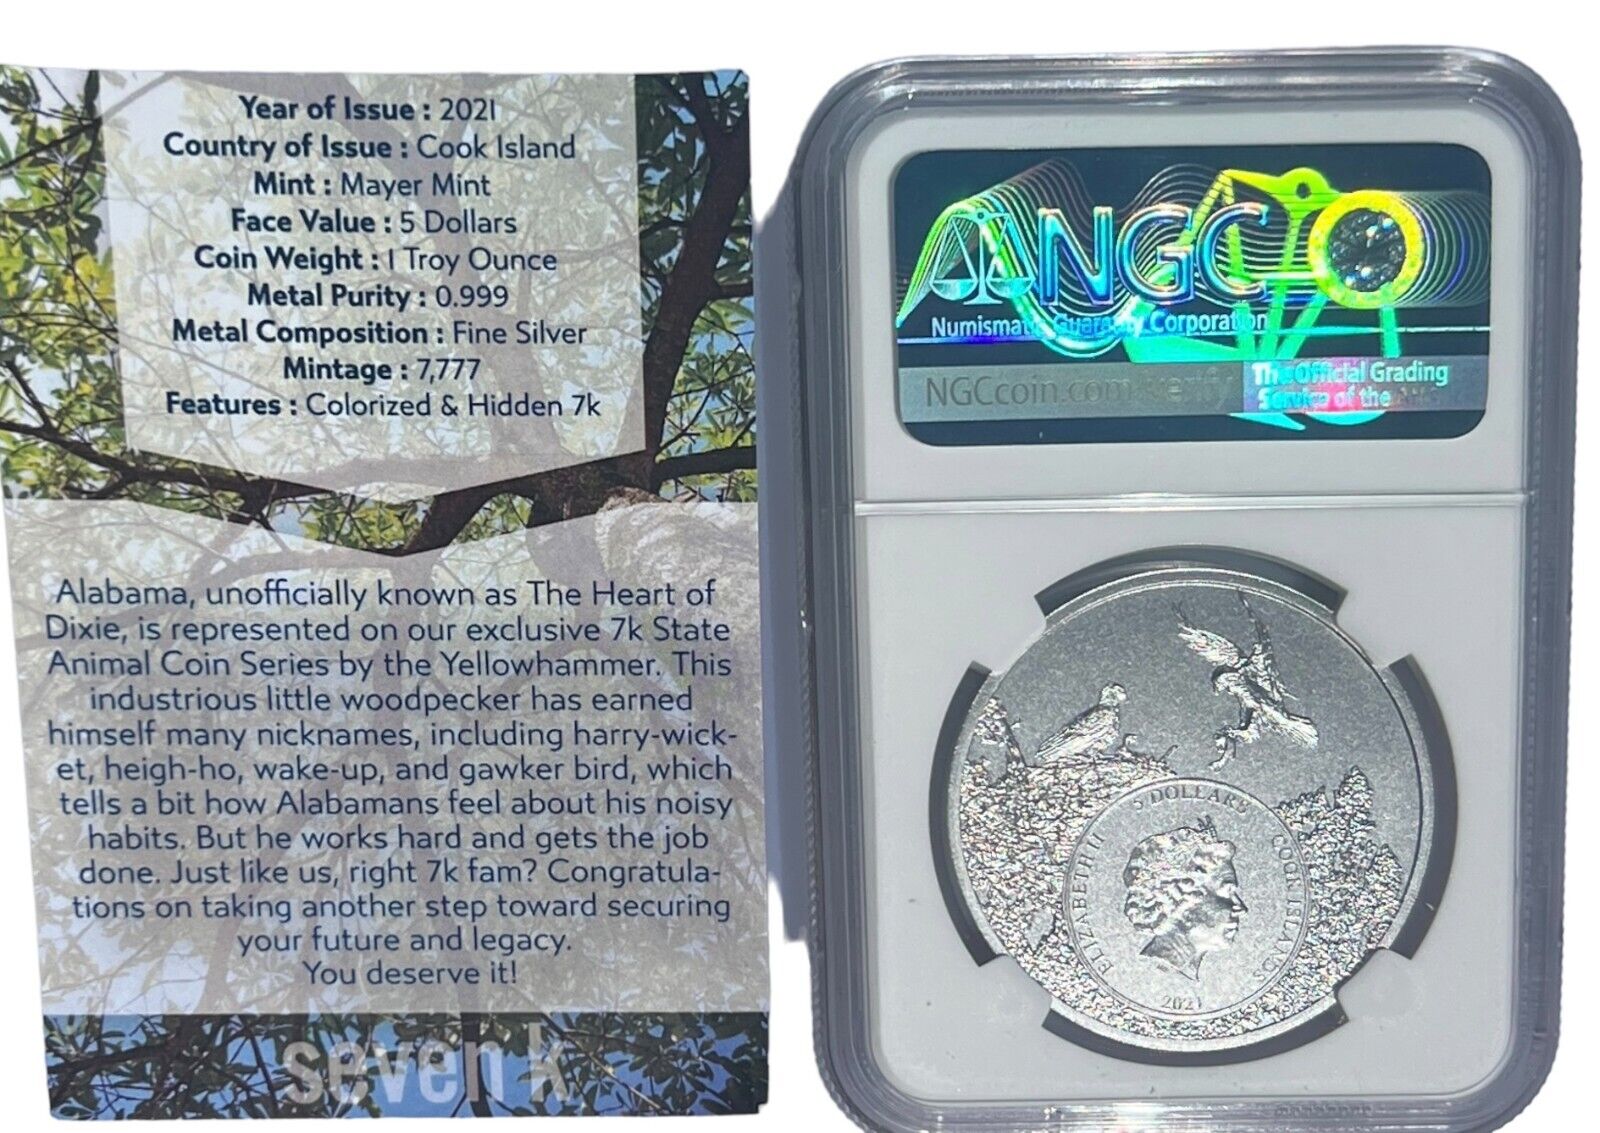 Year of Issue : 2021
Country of Issue : Cook Island
Mint : Mayer Mint
Face Value : 5 Dollars
Coin Weight : 1 Troy Ounce
Metal Purity : 0.999
Metal Composition : Fine Silver
Mintage : 7,777
Features : Colorized & Hidden 7k
Alabama, unofficially known as The Heart of
Dixie, is represented on our exclusive 7k State
Animal Coin Series by the Yellowhammer. This
industrious little woodpecker has earned
himself many nicknames, including harry-wick-
et, heigh-ho, wake-up, and gawker bird, which
tells a bit how Alabamans feel about his noisy
habits. But he works hard and gets the job
done. Just like us, right 7k fam? Congratula-
tions on taking another step toward securing
your future and legacy.
You deserve it!
seven k
NGC
Numismatic Guaranty Corporation
NGCcoin.com verify
The Official Grading
Service of the
ELIZABETH II 5 DOLLARS COOK ISLANDS
2021